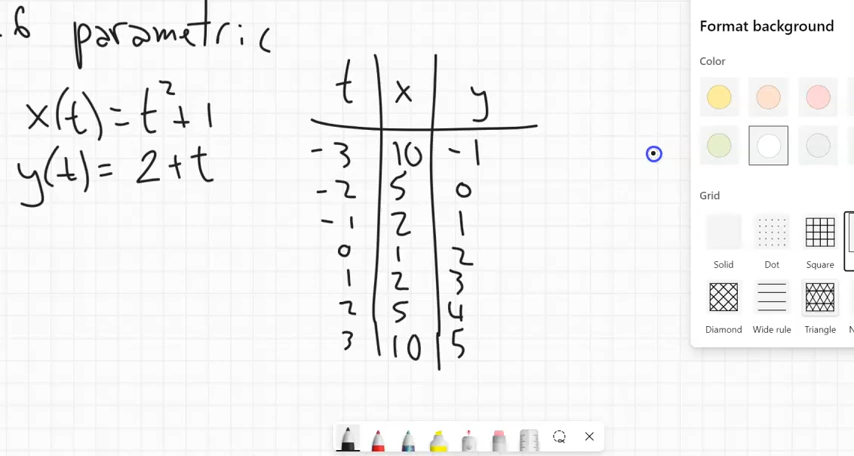 .6 parametric
x(t) = t² + 1
y(t) = 2 + t
t x y
-3 10 -1
-2 5 0
-1 2 1
0 1 2
1 2 3
2 5 4
3 10 5
Format background
Color
Grid
Solid Dot Square
Diamond Wide rule Triangle N